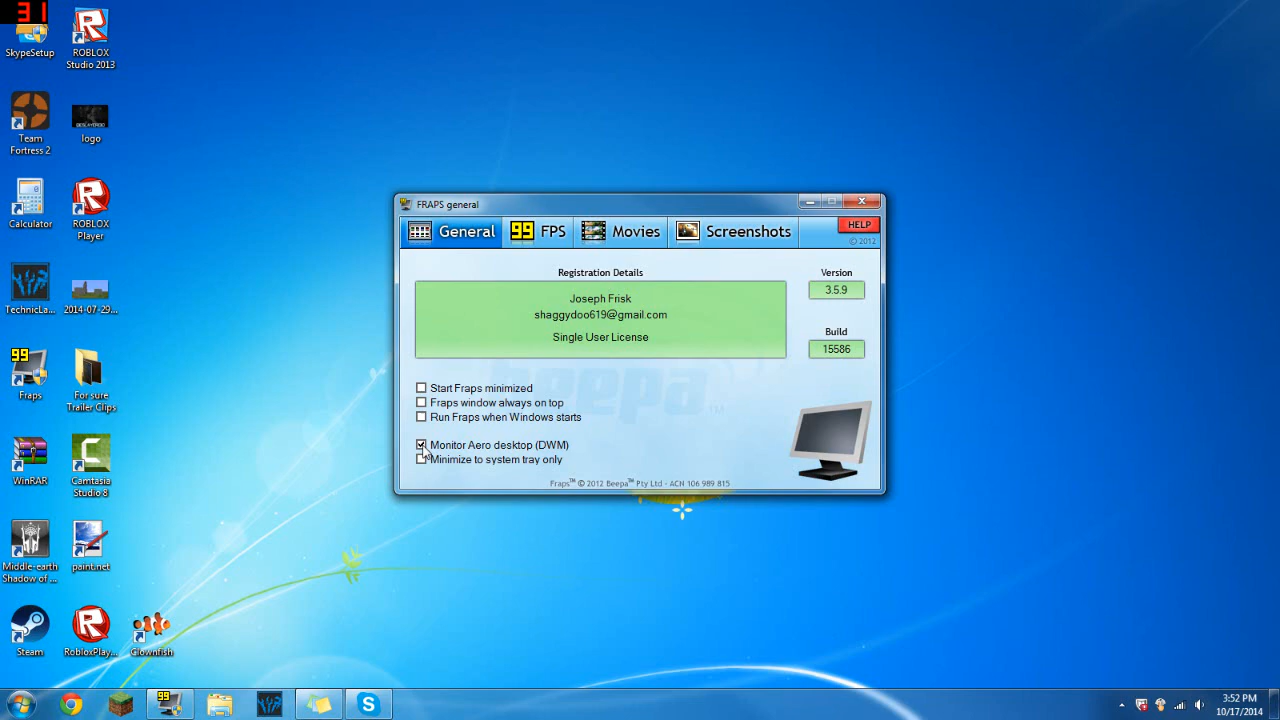 31
SkypeSetup
ROBLOX
Studio 2013
Team
Fortress 2
logo
Calculator
ROBLOX
Player
TechnicLa...
2014-07-29...
99
Fraps
For sure
Trailer Clips
WinRAR
Camtasia
Studio 8
Middle-earth
Shadow of ...
paint.net
Steam
RobloxPlay...
Clownfish
FRAPS general
General
99 FPS
Movies
Screenshots
HELP
© 2012
Registration Details
Joseph Frisk
shaggydoo619@gmail.com
Single User License
Version
3.5.9
Build
15586
beepa™
Start Fraps minimized
Fraps window always on top
Run Fraps when Windows starts
Monitor Aero desktop (DWM)
Minimize to system tray only
Fraps™ © 2012 Beepa™ Pty Ltd - ACN 106 989 815
99
3:52 PM
10/17/2014